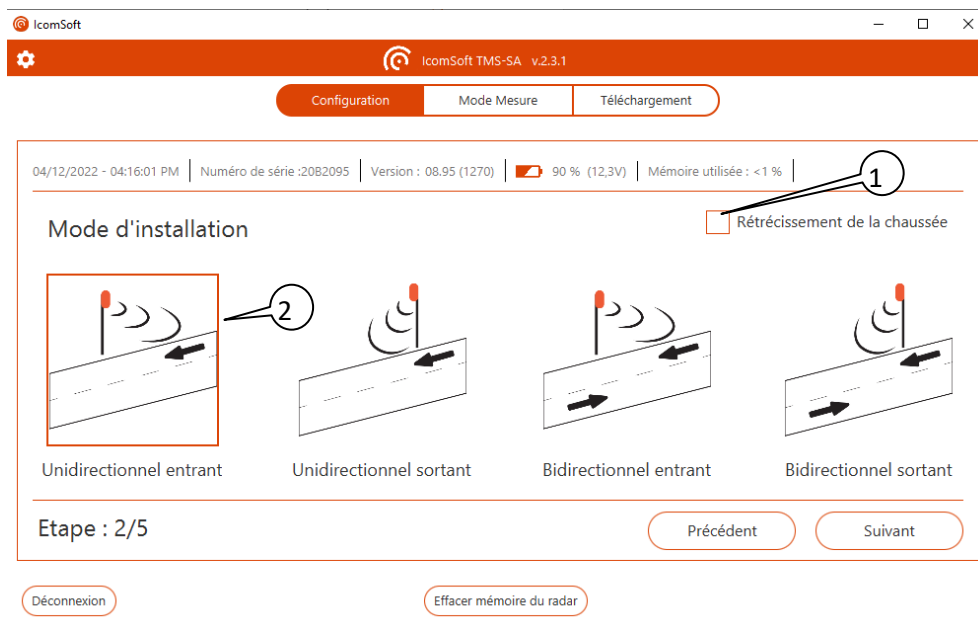 IcomSoft
IcomSoft TMS-SA v.2.3.1
Configuration Mode Mesure Téléchargement
04/12/2022 - 04:16:01 PM Numéro de série :20B2095 Version : 08.95 (1270) 90 % (12,3V) Mémoire utilisée : <1 %
1
Mode d'installation
Rétrécissement de la chaussée
2
Unidirectionnel entrant Unidirectionnel sortant Bidirectionnel entrant Bidirectionnel sortant
Etape : 2/5
Précédent Suivant
Déconnexion Effacer mémoire du radar